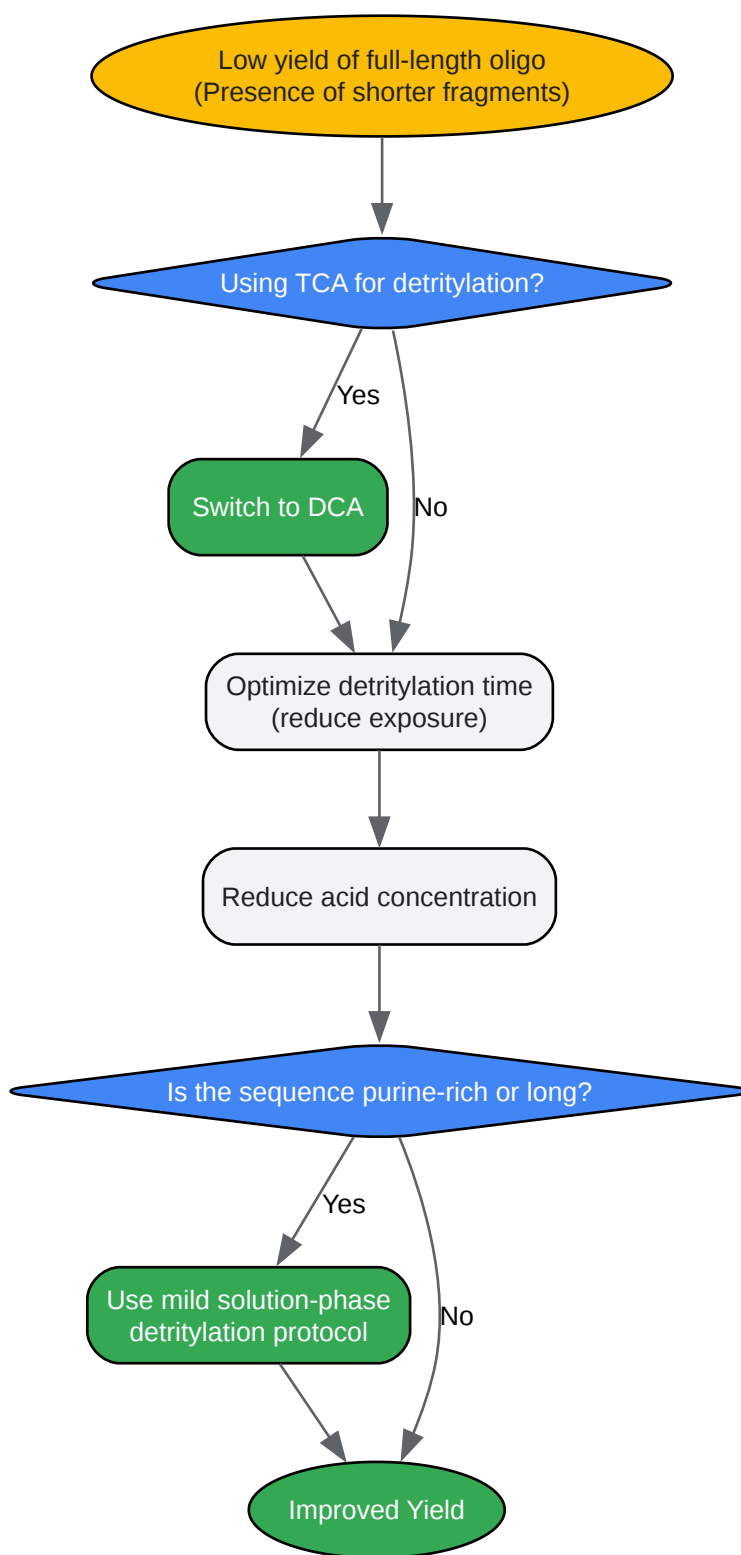 Low yield of full-length oligo
(Presence of shorter fragments)
Using TCA for detritylation?
Yes
Switch to DCA
No
Optimize detritylation time
(reduce exposure)
Reduce acid concentration
Is the sequence purine-rich or long?
Yes
Use mild solution-phase
detritylation protocol
No
Improved Yield